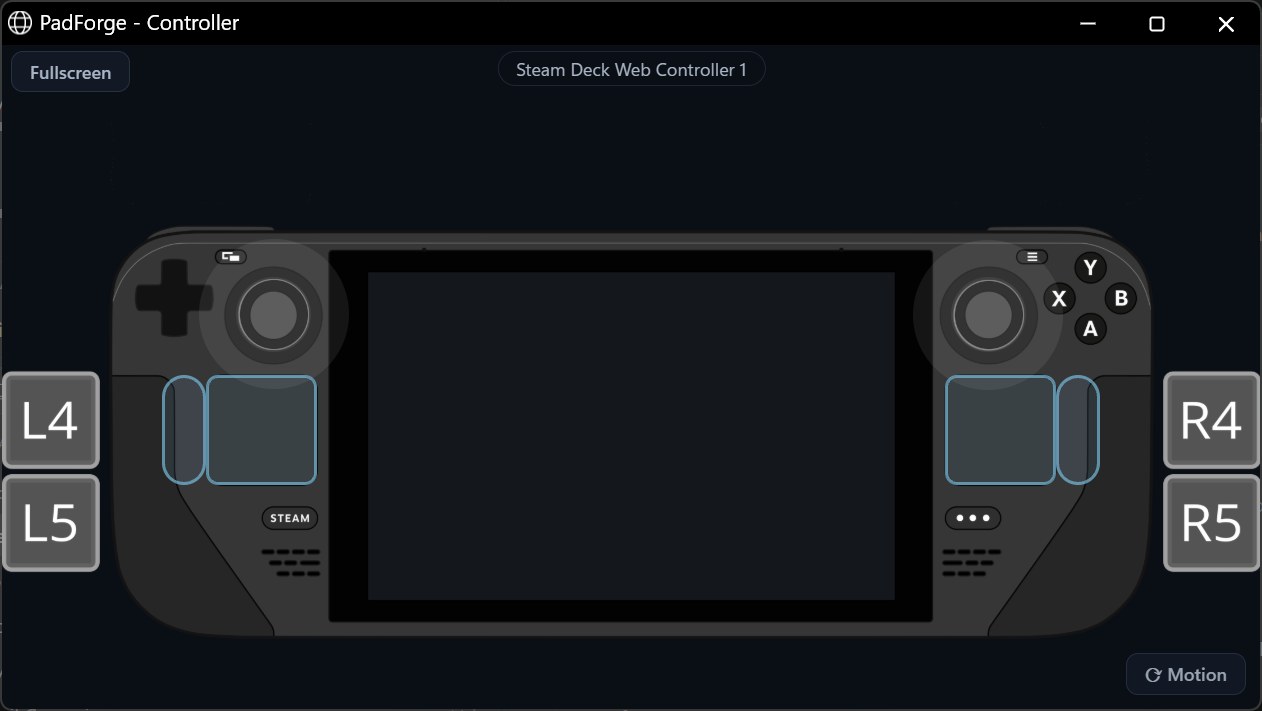 PadForge - Controller
Fullscreen
Steam Deck Web Controller 1
Y
X
B
A
L4
R4
L5
R5
STEAM
Motion